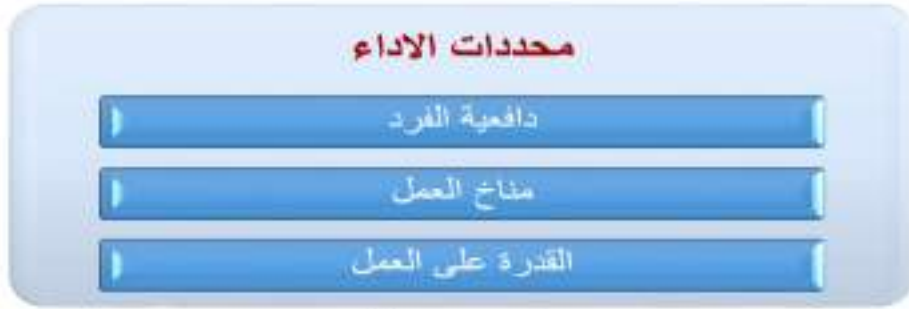 محددات الاداء
دافعية الفرد
مناخ العمل
القدرة على العمل